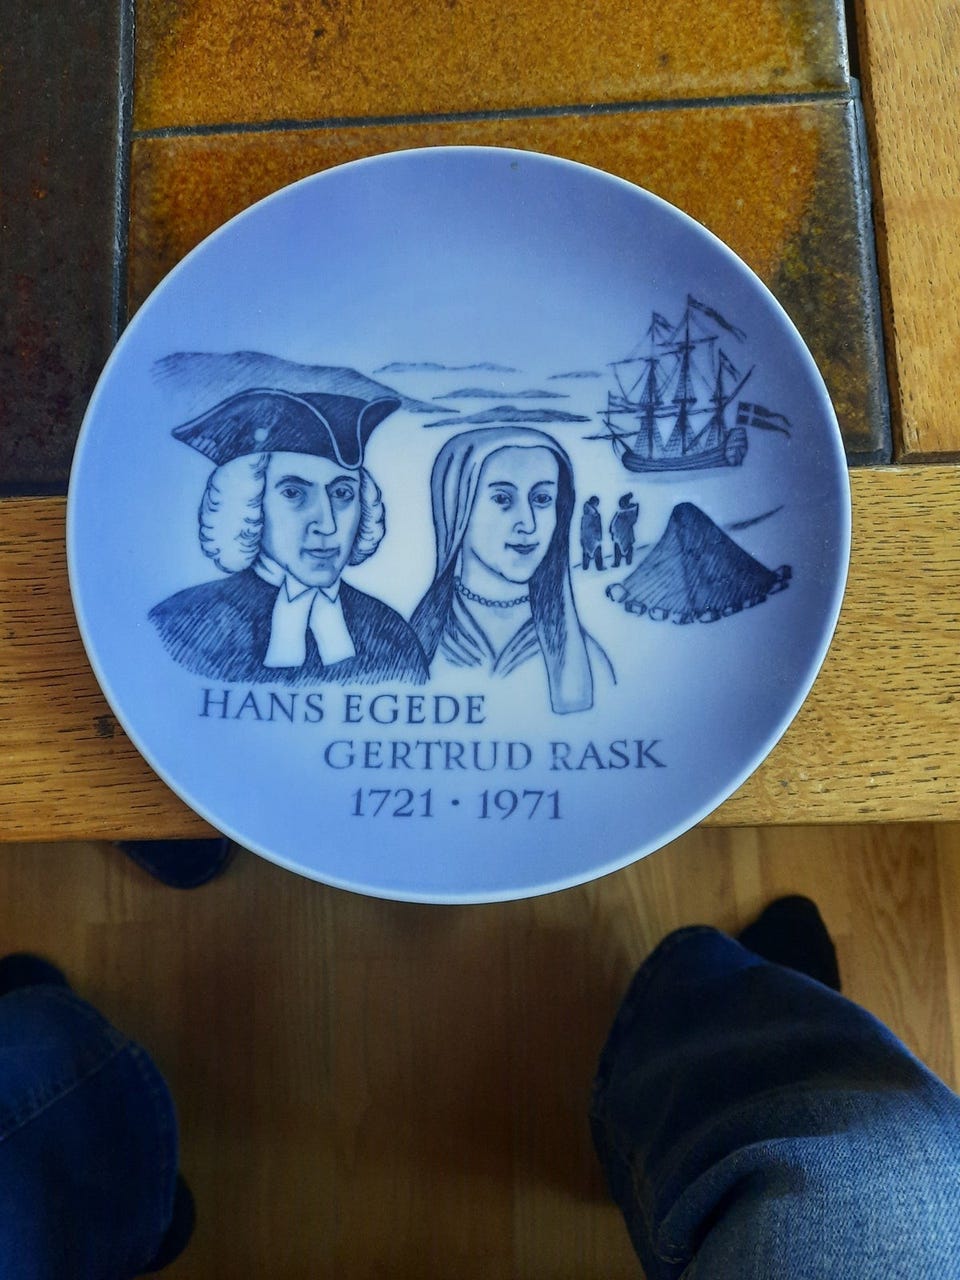 HANS EGEDE
GERTRUD RASK
1721 · 1971